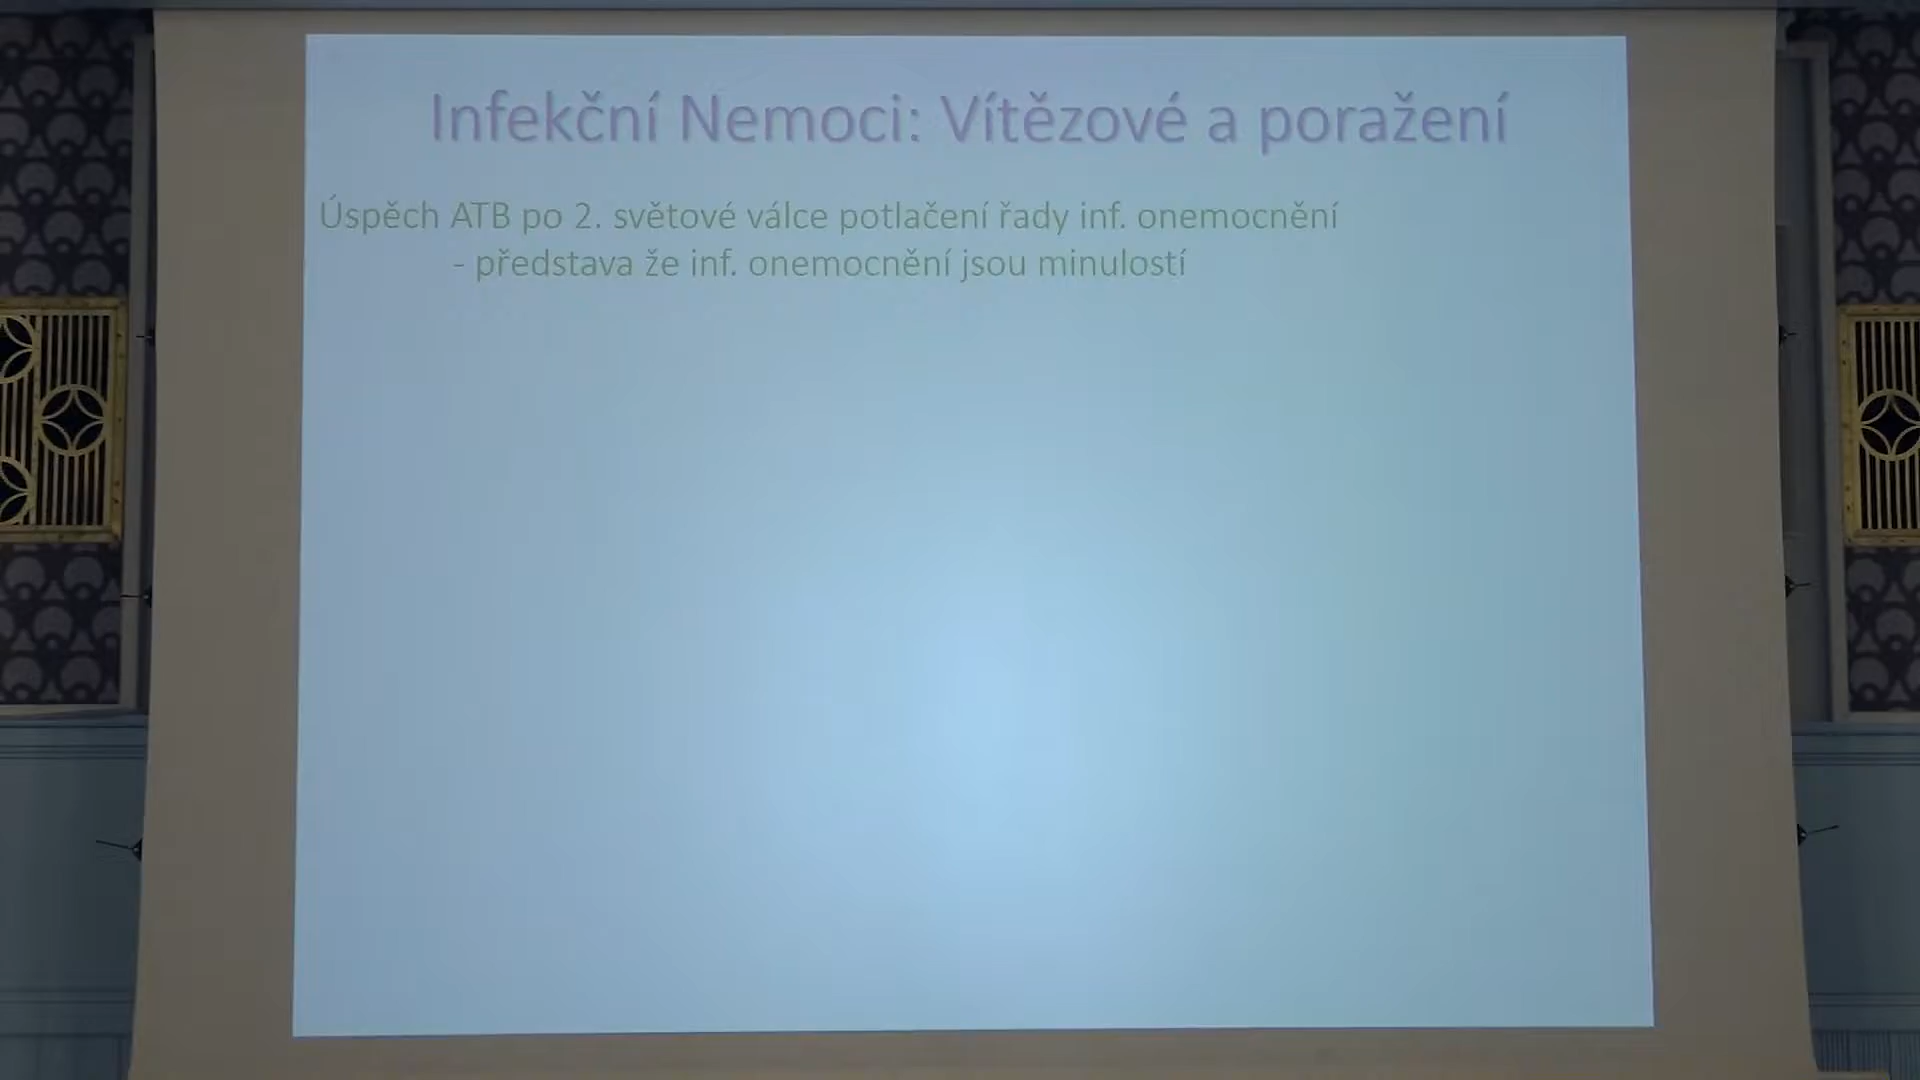 Infekční Nemoci: Vítězové a poražení
Úspěch ATB po 2. světové válce potlačení řady inf. onemocnění
- představa že inf. onemocnění jsou minulostí